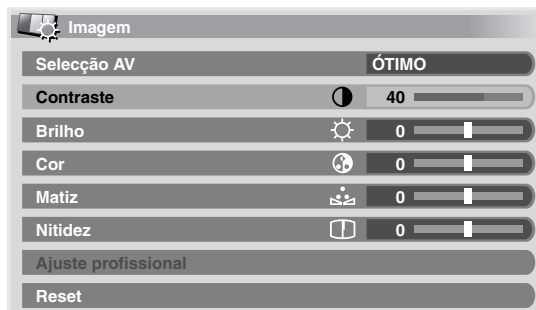 Imagem
Selecção AV ÓTIMO
Contraste 40
Brilho 0
Cor 0
Matiz 0
Nitidez 0
Ajuste profissional
Reset